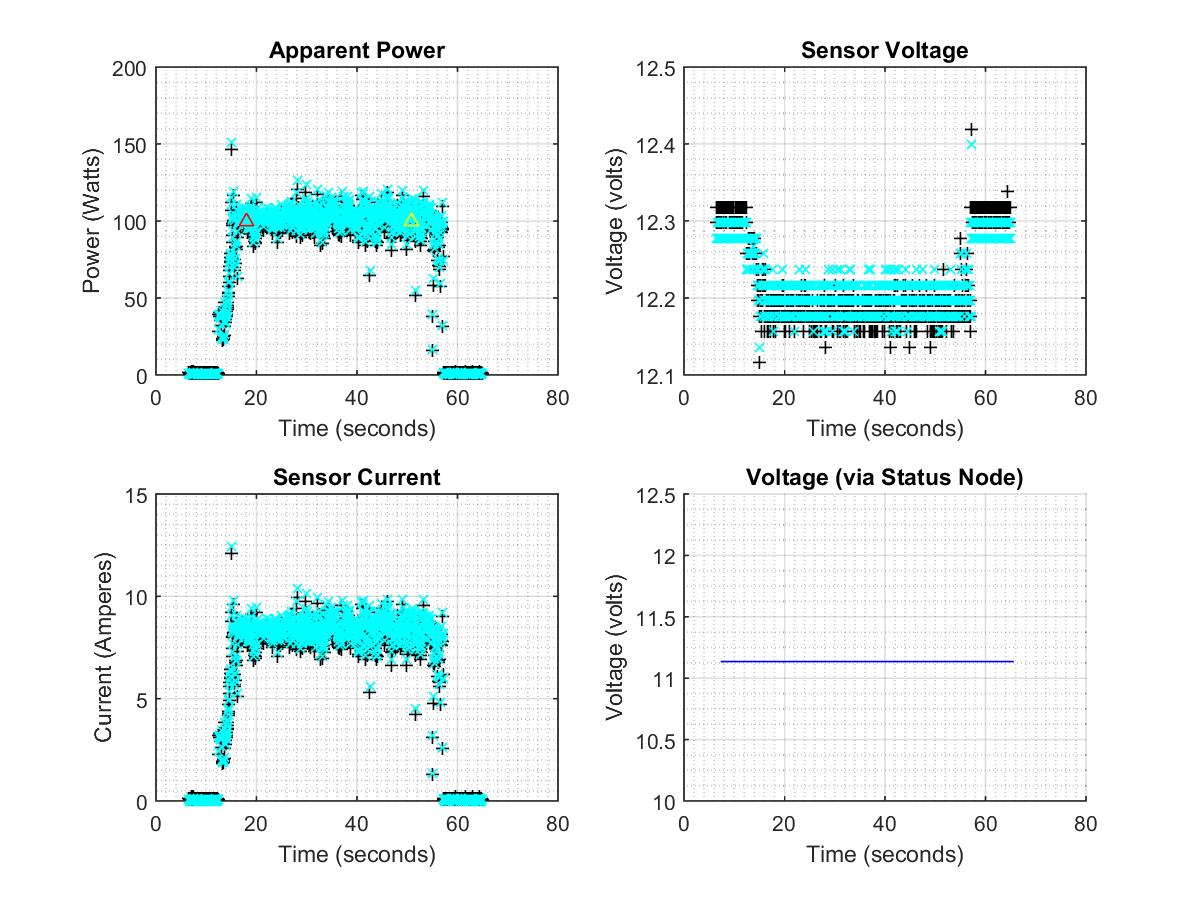 Apparent Power
200
150
100
50
0
Power (Watts)
0 20 40 60 80
Time (seconds)
Sensor Voltage
12.5
12.4
12.3
12.2
12.1
Voltage (volts)
0 20 40 60 80
Time (seconds)
Sensor Current
15
10
5
0
Current (Amperes)
0 20 40 60 80
Time (seconds)
Voltage (via Status Node)
12.5
12
11.5
11
10.5
10
Voltage (volts)
0 20 40 60 80
Time (seconds)